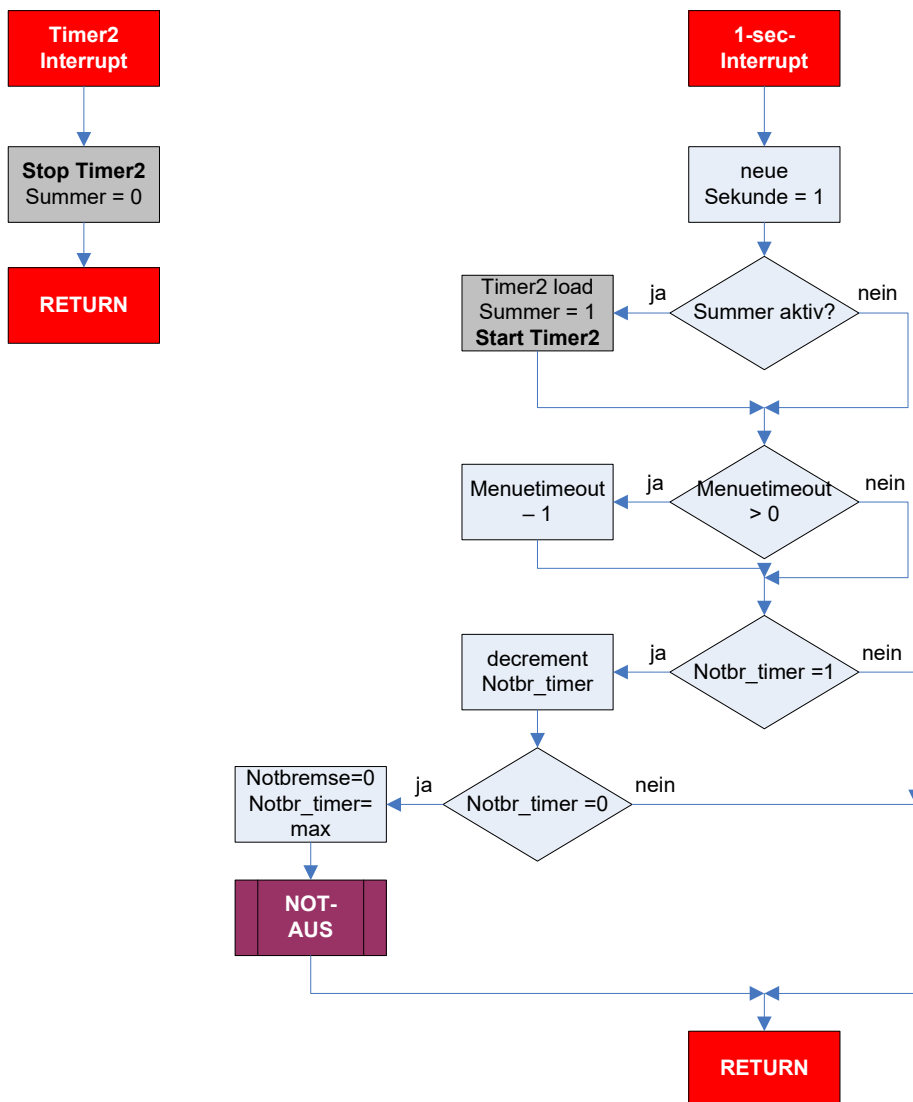 Timer2
Interrupt
Stop Timer2
Summer = 0
RETURN
1-sec-
Interrupt
neue
Sekunde = 1
Summer aktiv?
ja
nein
Timer2 load
Summer = 1
Start Timer2
Menuetimeout
> 0
ja
nein
Menuetimeout
– 1
Notbr_timer =1
ja
nein
decrement
Notbr_timer
Notbr_timer =0
ja
nein
Notbremse=0
Notbr_timer=
max
NOT-
AUS
RETURN